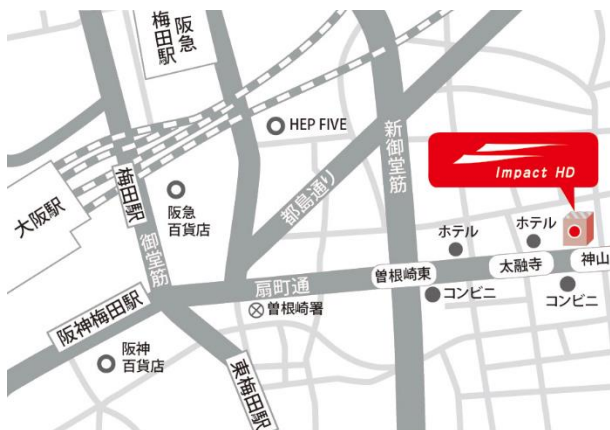 阪急
梅田駅
HEP FIVE
新御堂筋
Impact HD
大阪駅
梅田駅
阪急
百貨店
都島通り
御堂筋
ホテル
ホテル
曽根崎東
太融寺
神山
扇町通
阪神梅田駅
曽根崎署
コンビニ
コンビニ
阪神
百貨店
東梅田駅